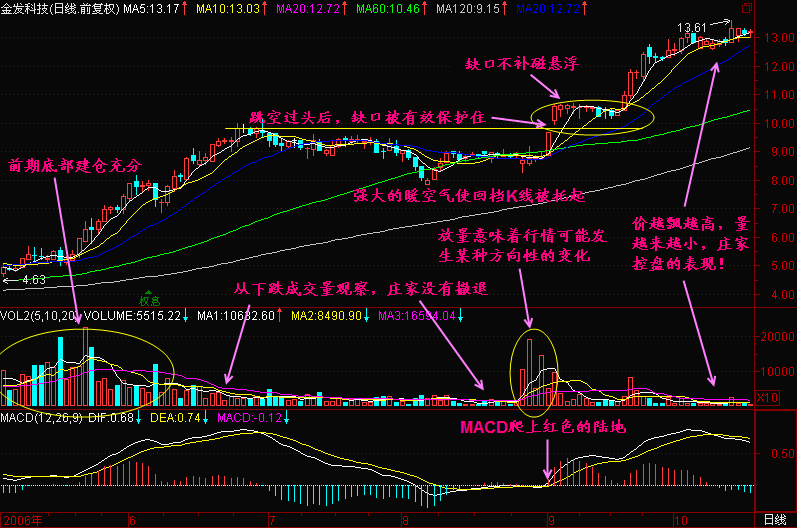 金发科技(日线.前复权) MA5:13.17↑ MA10:13.03↑ MA20:12.72↑ MA60:10.46↑ MA120:9.15↑ MA20:12.72↑
13.61
13.00
缺口不补磁悬浮
12.00
11.00
跳空过头后，缺口被有效保护住
10.00
前期底部建仓充分
9.00
8.00
强大的暖空气使回档K线被托起
价越飘越高，量
越来越小，庄家
控盘的表现！
7.00
放量意味着行情可能发
生某种方向性的变化
6.00
5.00
4.63
从下跌成交量观察，庄家没有撤退
4.00
权息
VOL2(5,10,20) VOLUME:5515.22↓ MA1:10632.60↑ MA2:8490.90↓ MA3:16594.04↓
20000
10000
X10
MACD(12,26,9) DIF:0.68↓ DEA:0.74↓ MACD:-0.12↓
MACD爬上红色的陆地
0.50
2006年 6 7 8 9 10 日线